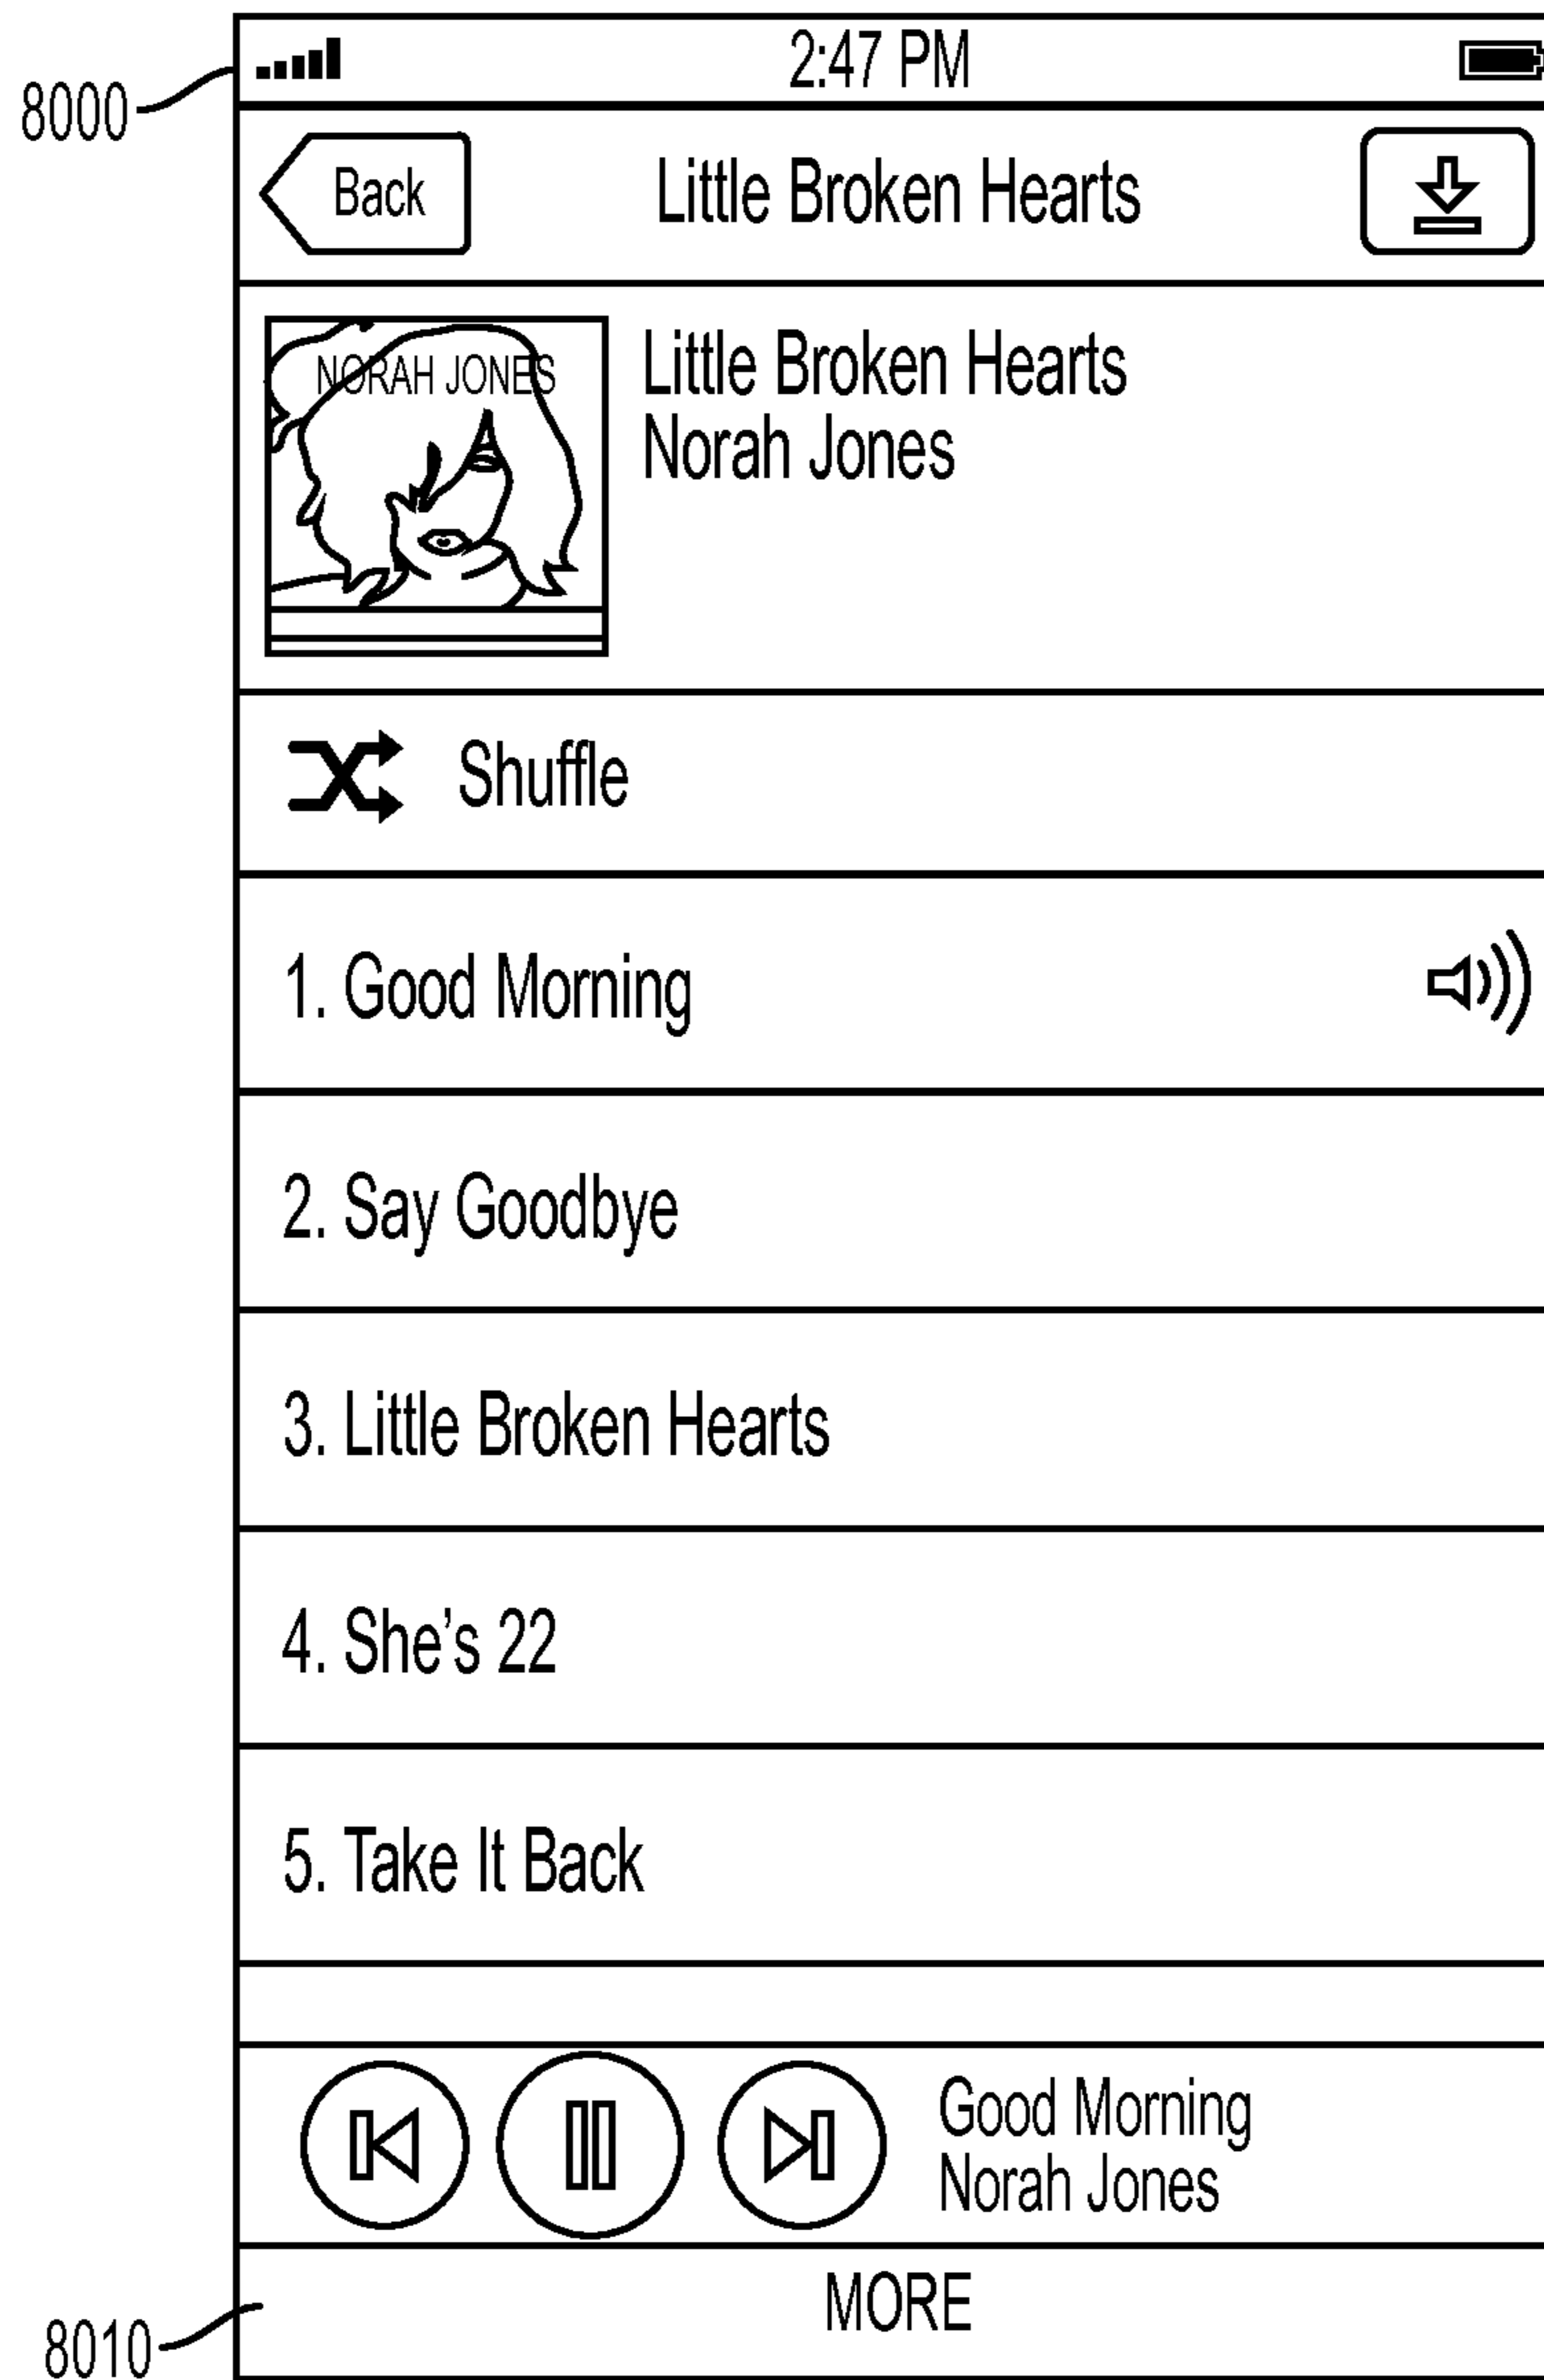 2:47 PM
8000
Back
Little Broken Hearts
NORAH JONES
Little Broken Hearts
Norah Jones
Shuffle
1. Good Morning
2. Say Goodbye
3. Little Broken Hearts
4. She's 22
5. Take It Back
Good Morning
Norah Jones
MORE
8010